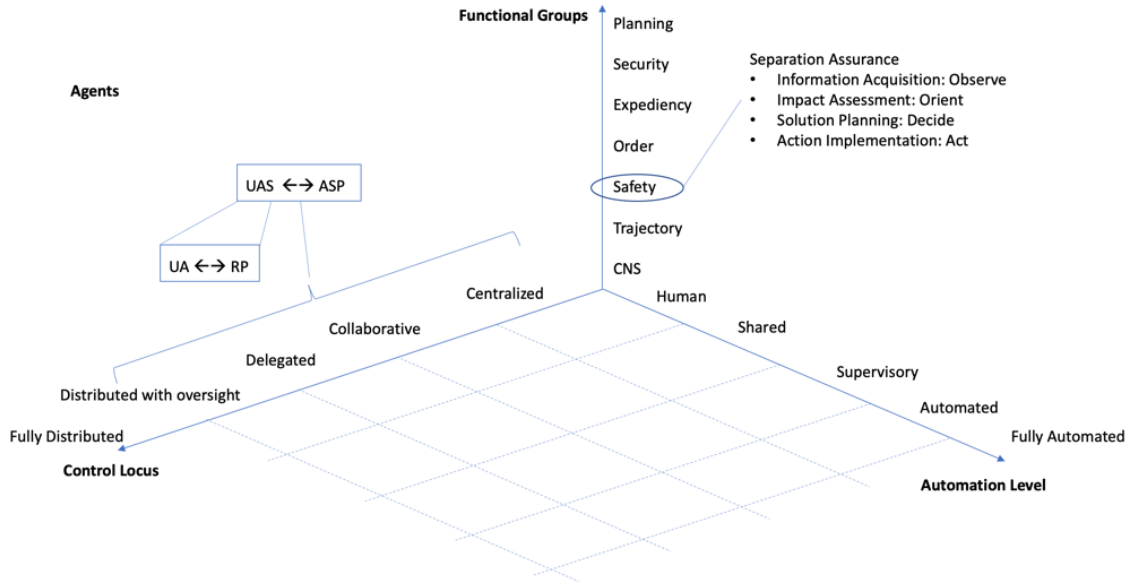 Functional Groups
Planning
Security
Expediency
Order
Safety
Trajectory
CNS
Separation Assurance
• Information Acquisition: Observe
• Impact Assessment: Orient
• Solution Planning: Decide
• Action Implementation: Act
Agents
UAS ←→ ASP
UA ←→ RP
Centralized
Collaborative
Delegated
Distributed with oversight
Fully Distributed
Control Locus
Human
Shared
Supervisory
Automated
Fully Automated
Automation Level